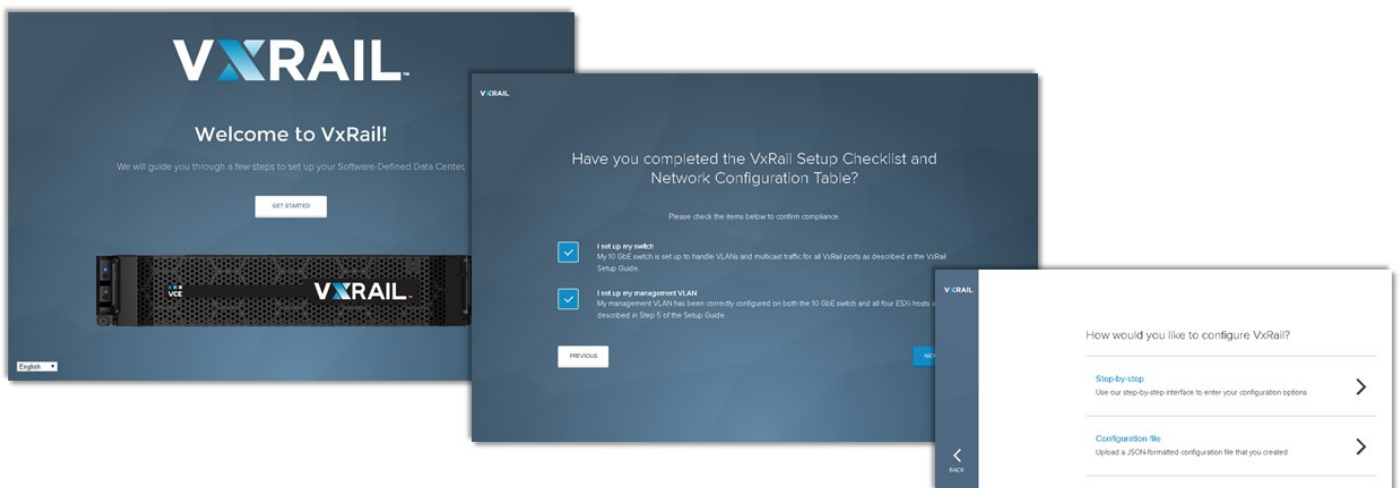 VXRAIL™
Welcome to VxRail!
We will guide you through a few steps to set up your Software-Defined Data Center.
GET STARTED
VCE
VXRAIL™
English
VXRAIL
Have you completed the VxRail Setup Checklist and
Network Configuration Table?
Please check the items below to confirm compliance.
I set up my switch
My 10 GbE switch is set up to handle VLANs and multicast traffic for all VxRail ports as described in the VxRail
Setup Guide.
I set up my management VLAN
My management VLAN has been correctly configured on both the 10 GbE switch and all four ESXi hosts
described in Step 5 of the Setup Guide.
PREVIOUS
VXRAIL
How would you like to configure VxRail?
Step-by-step
Use our step-by-step interface to enter your configuration options
Configuration file
Upload a JSON-formatted configuration file that you created
BACK